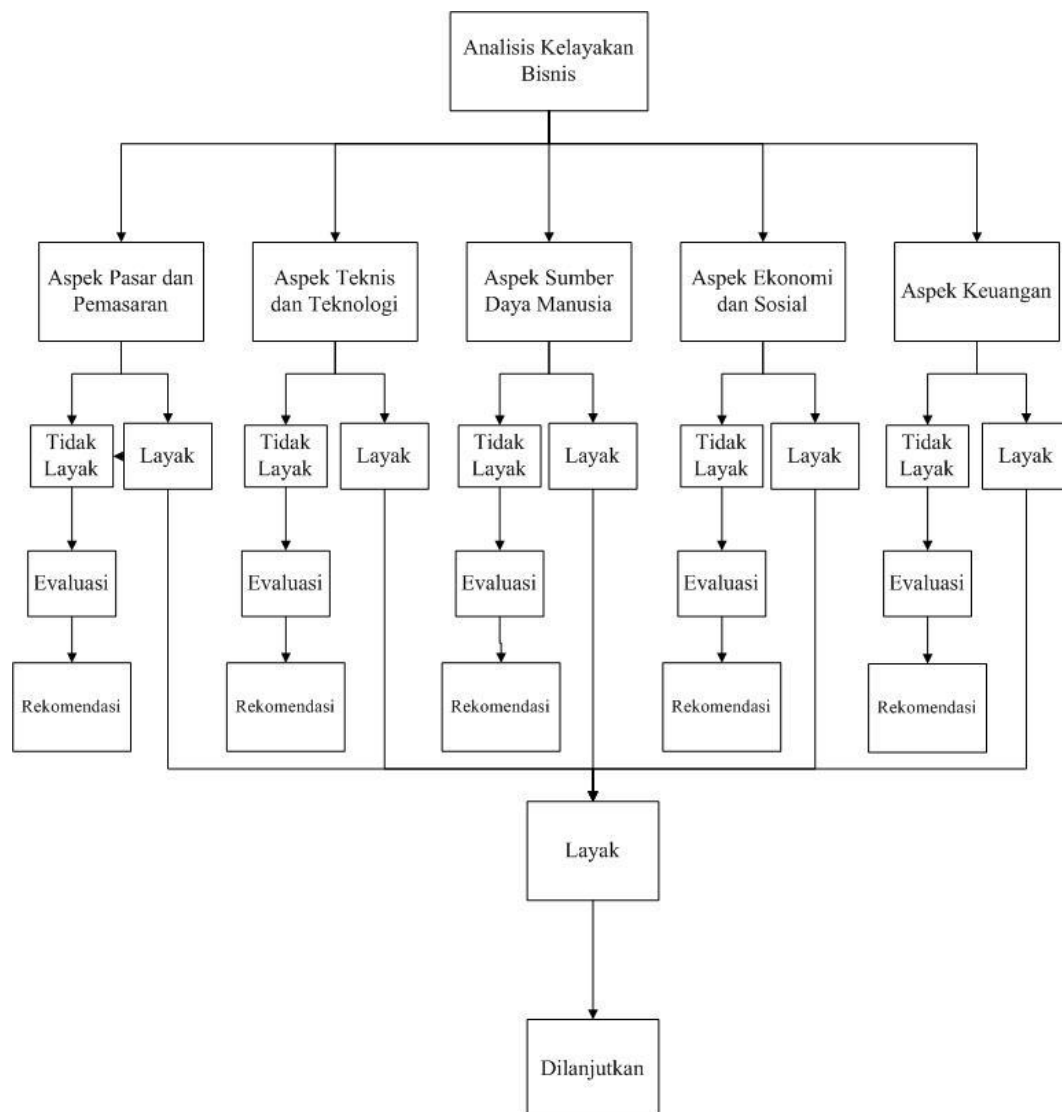 Analisis Kelayakan
Bisnis
Aspek Pasar dan
Pemasaran
Aspek Teknis
dan Teknologi
Aspek Sumber
Daya Manusia
Aspek Ekonomi
dan Sosial
Aspek Keuangan
Tidak
Layak
Layak
Tidak
Layak
Layak
Tidak
Layak
Layak
Tidak
Layak
Layak
Tidak
Layak
Layak
Evaluasi
Evaluasi
Evaluasi
Evaluasi
Evaluasi
Rekomendasi
Rekomendasi
Rekomendasi
Rekomendasi
Rekomendasi
Layak
Dilanjutkan